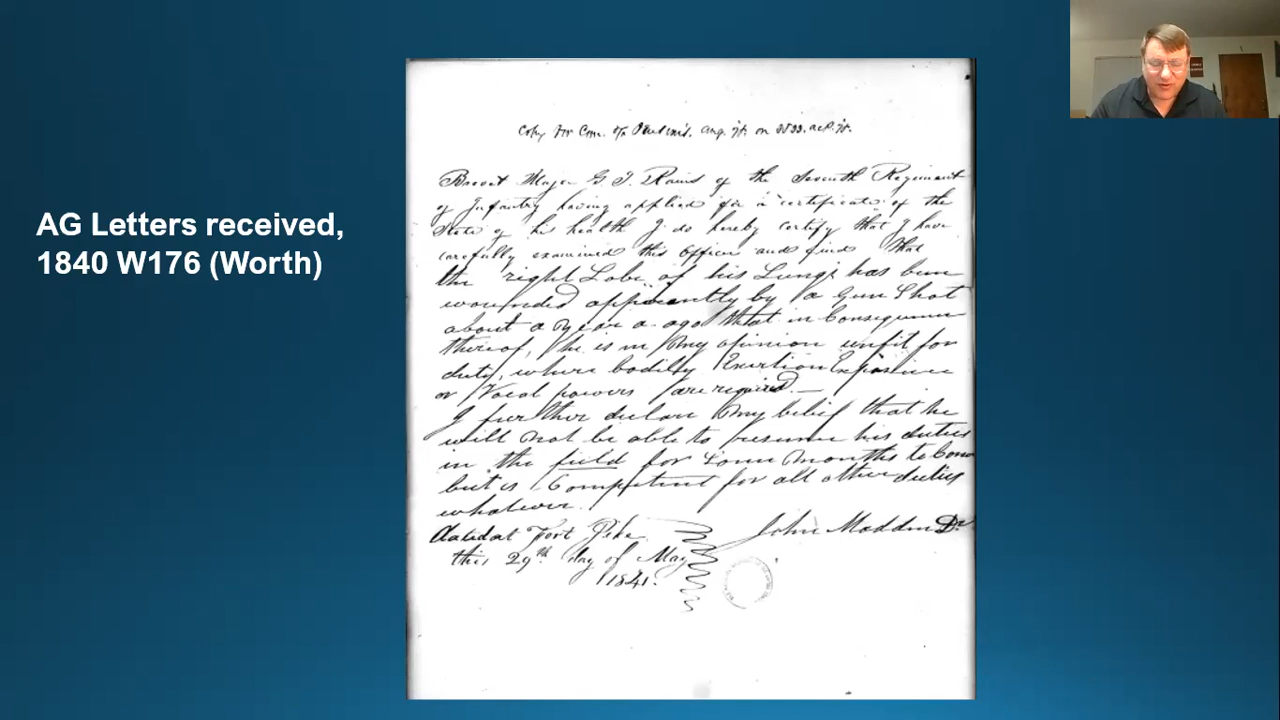 AG Letters received,
1840 W176 (Worth)
Brevet Major G J. Rains of the Seventh Regiment
of Infantry having applied for a certificate of the
State of his health I do hereby certify that I have
carefully examined this Officer and find that
the right Lobe of his Lungs has been
wounded apparently by a Gun Shot
about a year a-ago that in Consequence
thereof, he is in my opinion unfit for
duty, where bodily Exertion Exposure
or Vocal powers are required.—
I further declare my belief that he
will not be able to resume his duties
in the field for some months to Come
but is Competent for all other duties
whatever.
Dated at Fort Pike
this 29th day of May
1841.
John Madden Dr